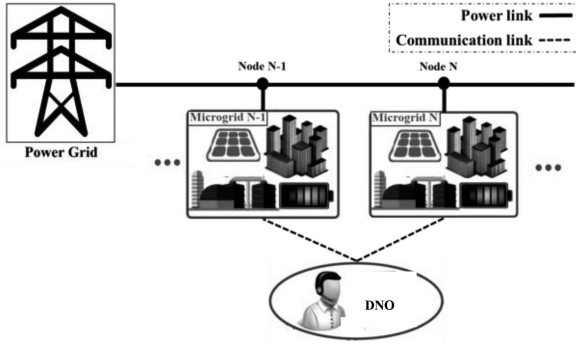 Power link
Communication link
Node N-1
Node N
Microgrid N-1
Microgrid N
Power Grid
DNO